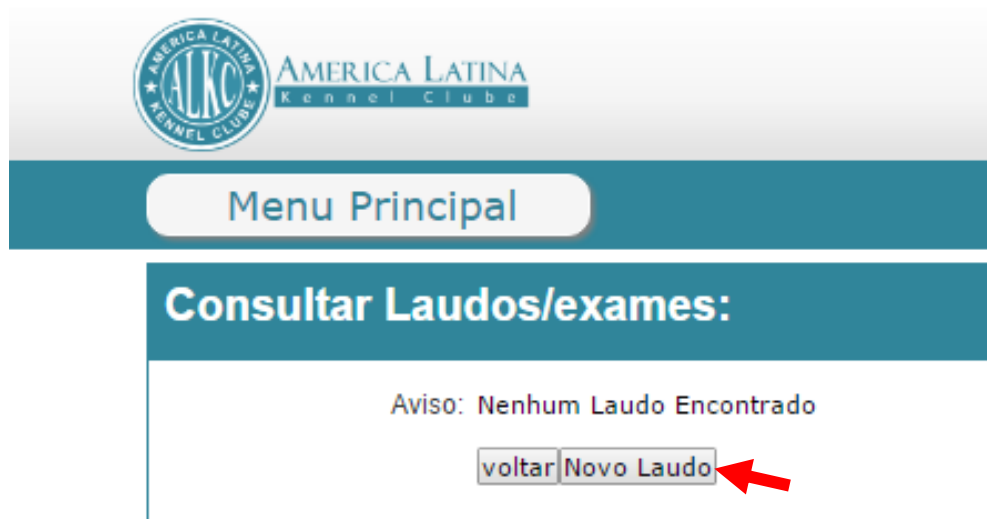 AMERICA LATINA
ALKC
KENNEL CLUBE
AMERICA LATINA
Kennel Clube
Menu Principal
Consultar Laudos/exames:
Aviso: Nenhum Laudo Encontrado
voltar Novo Laudo